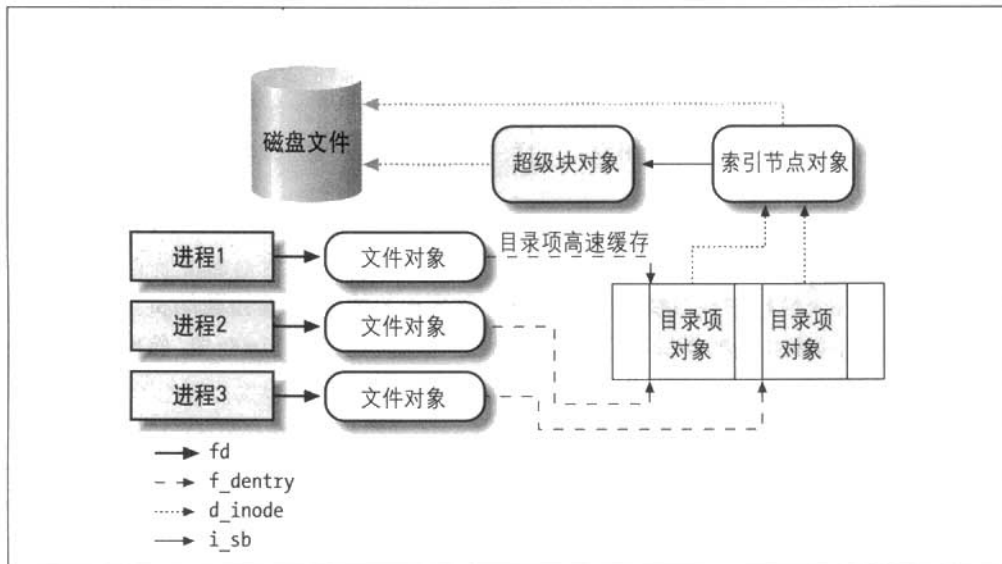 磁盘文件
超级块对象
索引节点对象
进程1
文件对象
目录项高速缓存
进程2
文件对象
目录项
对象
目录项
对象
进程3
文件对象
fd
f_dentry
d_inode
i_sb